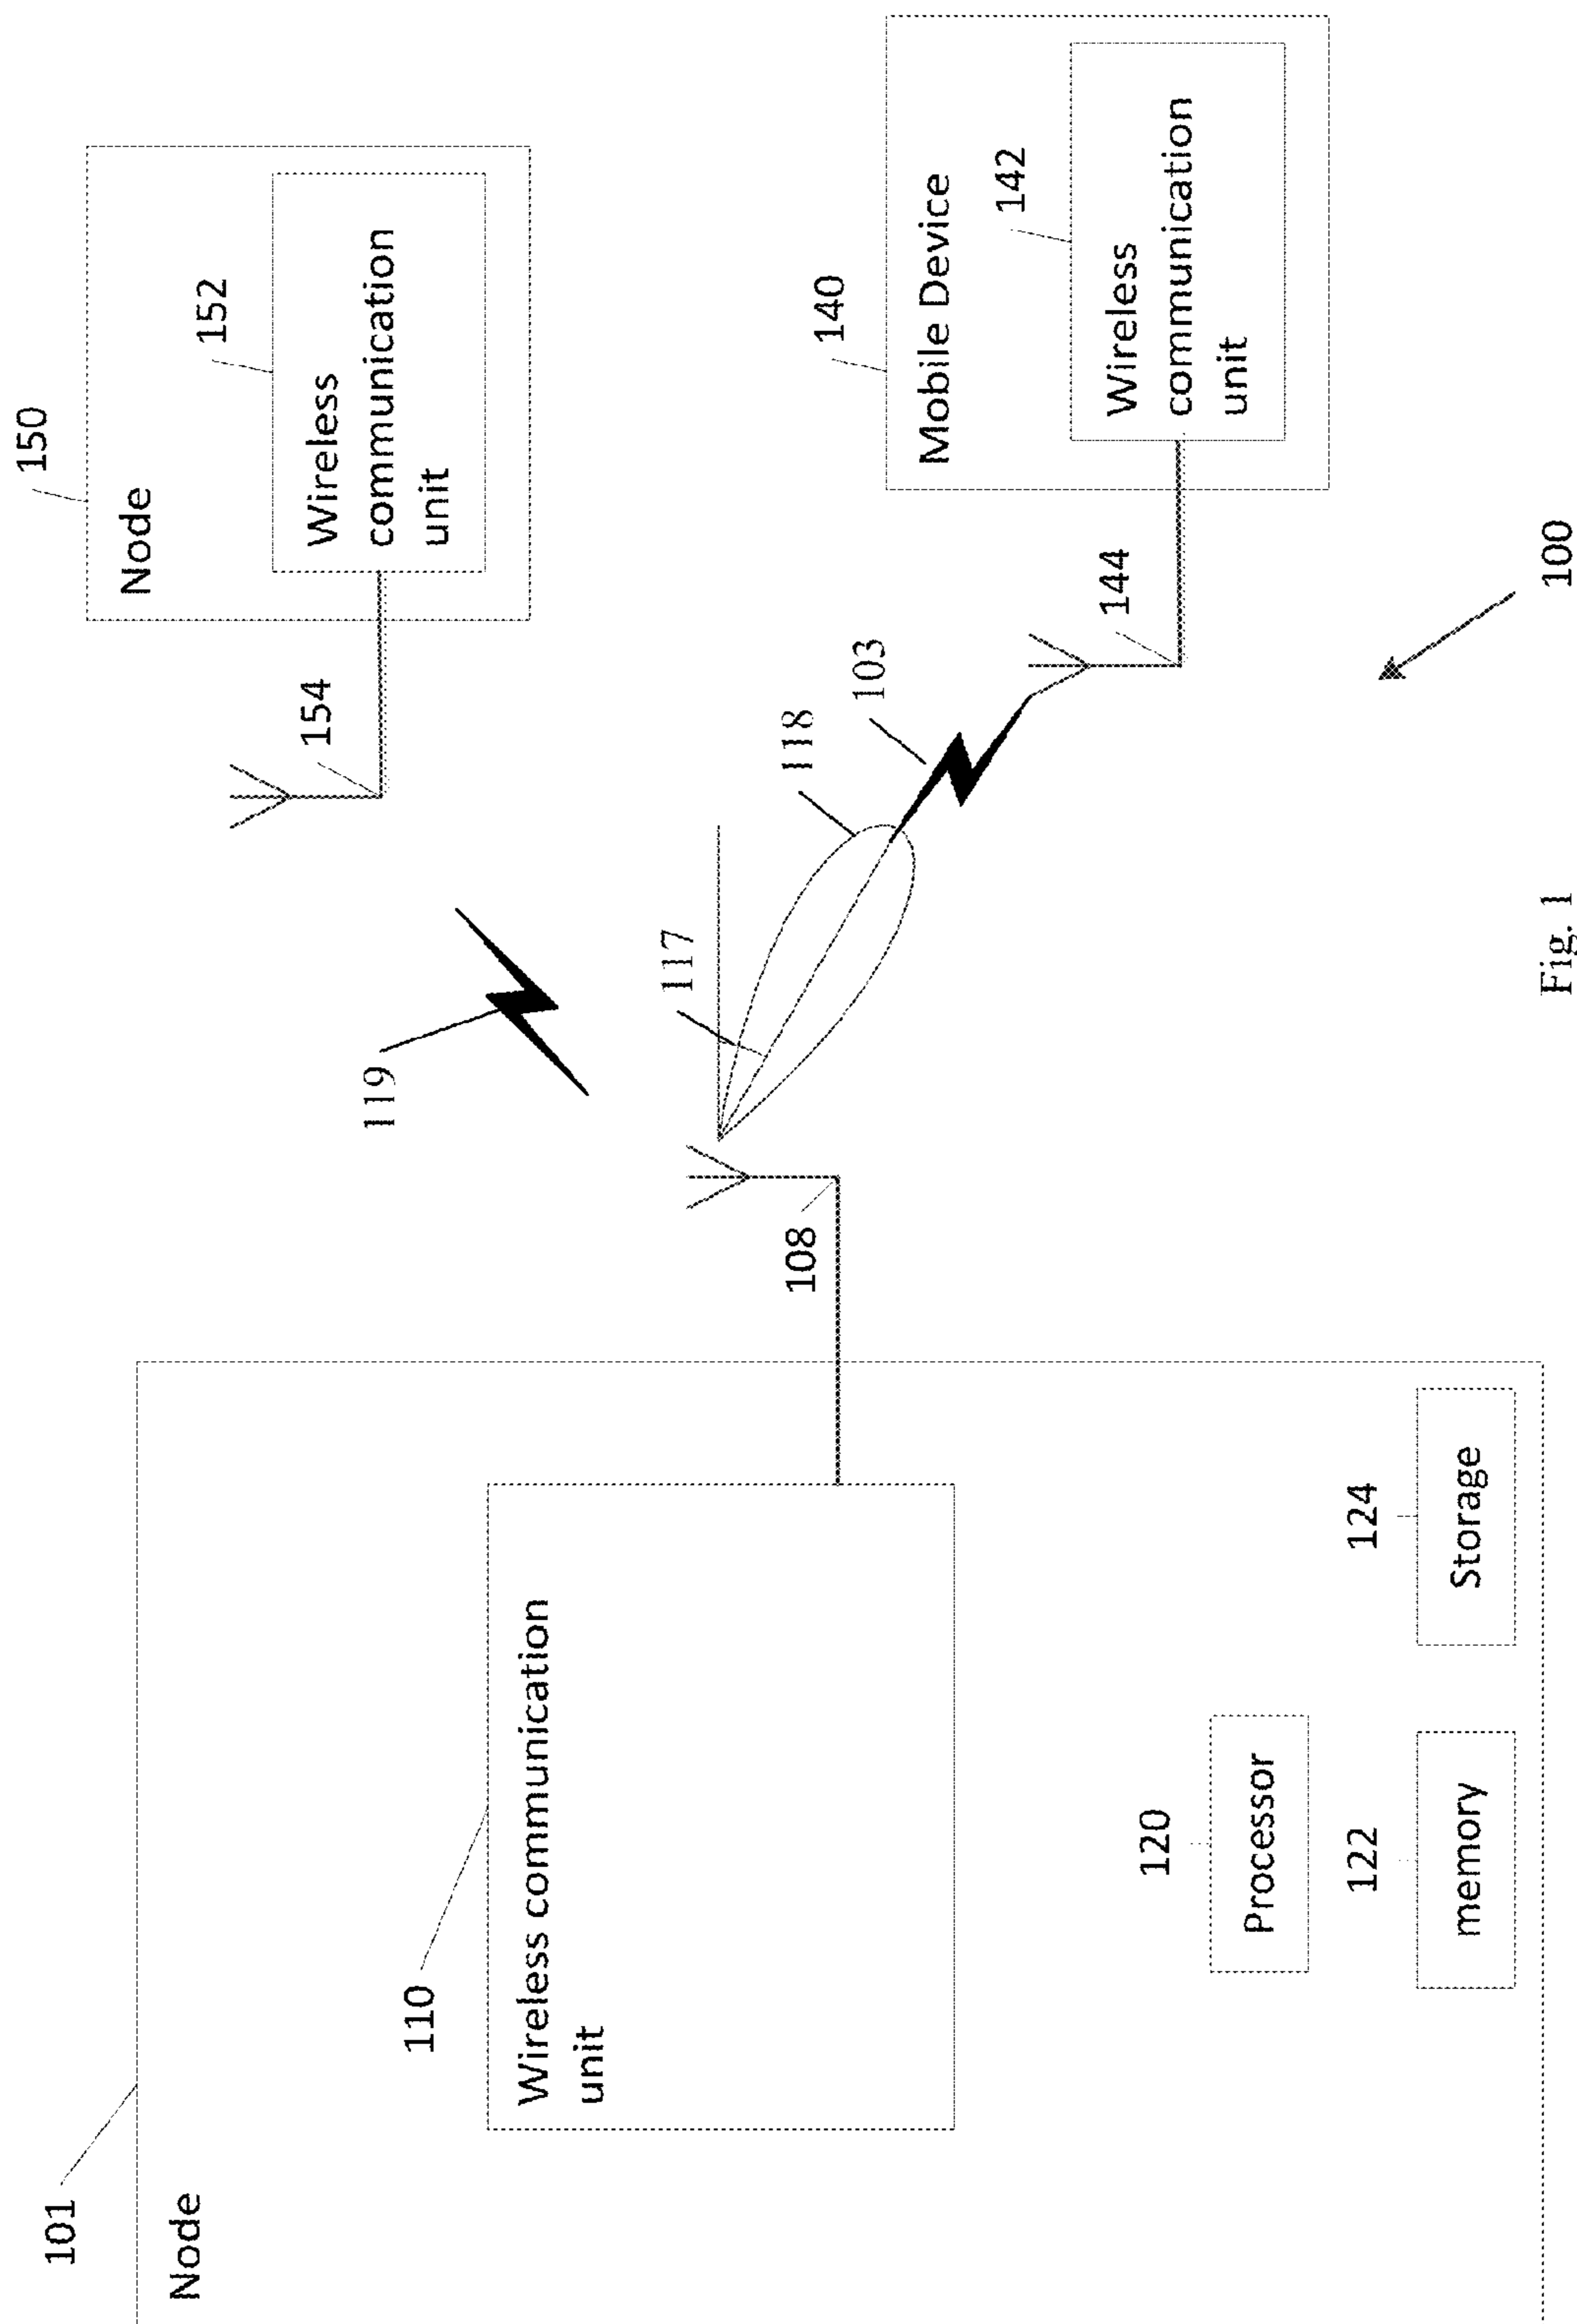 101
Node
110
Wireless communication
unit
120
Processor
122
memory
124
Storage
108
119
117
118
103
154
150
Node
152
Wireless
communication
unit
144
140
Mobile Device
142
Wireless
communication
unit
100
Fig. 1